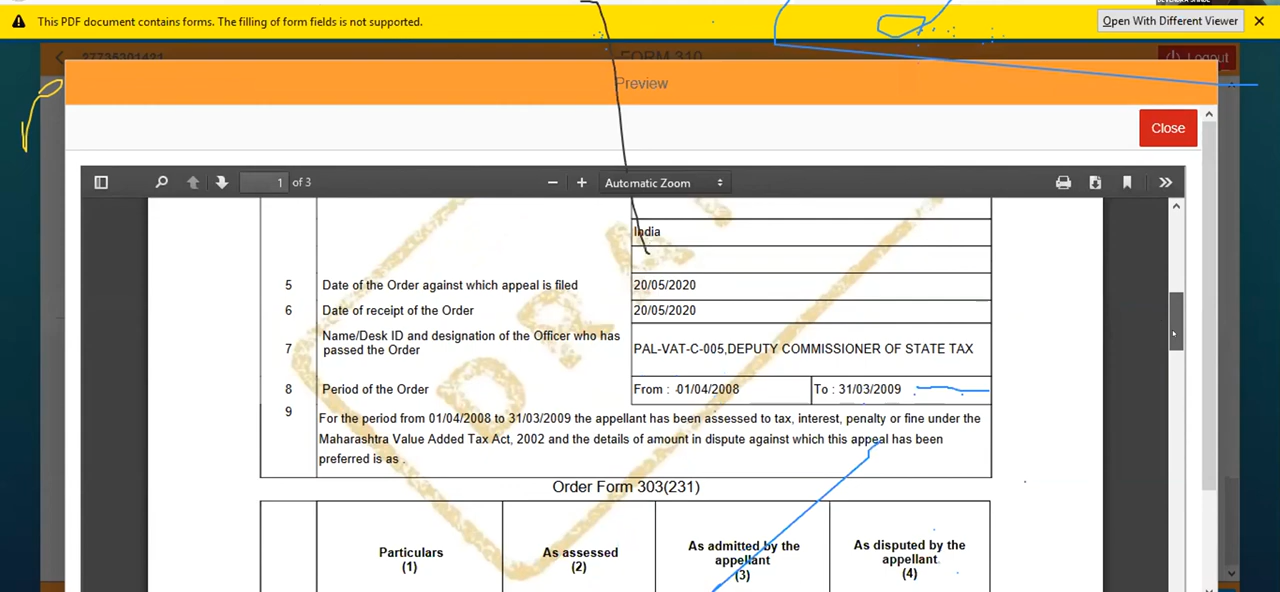 This PDF document contains forms. The filling of form fields is not supported.
Open With Different Viewer
FORM 310
Logout
Preview
Close
1 of 3
Automatic Zoom
India
5 Date of the Order against which appeal is filed 20/05/2020
6 Date of receipt of the Order 20/05/2020
7 Name/Desk ID and designation of the Officer who has
passed the Order
PAL-VAT-C-005,DEPUTY COMMISSIONER OF STATE TAX
8 Period of the Order From : 01/04/2008 To : 31/03/2009
9 For the period from 01/04/2008 to 31/03/2009 the appellant has been assessed to tax, interest, penalty or fine under the
Maharashtra Value Added Tax Act, 2002 and the details of amount in dispute against which this appeal has been
preferred is as .
DRAF
Order Form 303(231)
Particulars
(1)
As assessed
(2)
As admitted by the
appellant
(3)
As disputed by the
appellant
(4)